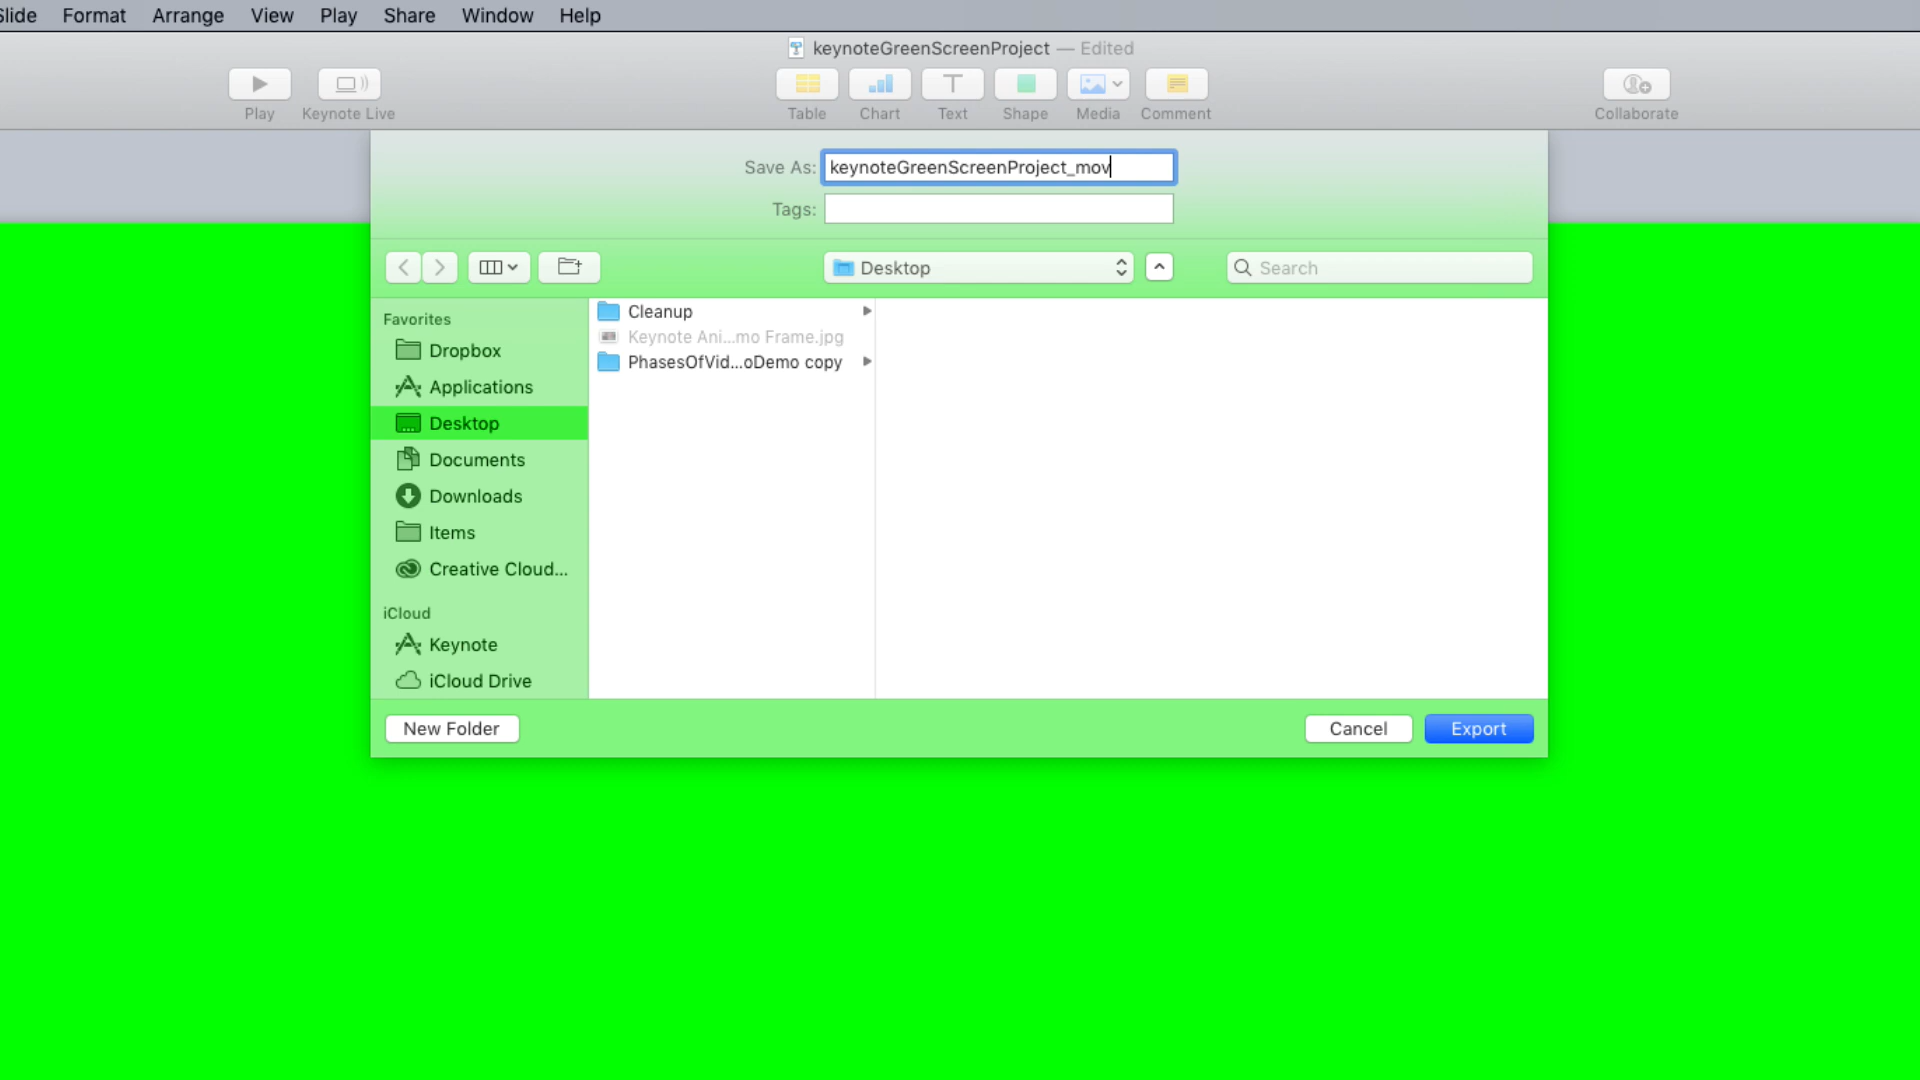 Slide Format Arrange View Play Share Window Help
keynoteGreenScreenProject — Edited
Play Keynote Live Table Chart Text Shape Media Comment Collaborate
Save As: keynoteGreenScreenProject_mov
Tags:
Desktop Search
Favorites
Dropbox
Applications
Desktop
Documents
Downloads
Items
Creative Cloud...
iCloud
Keynote
iCloud Drive
Cleanup
Keynote Ani...mo Frame.jpg
PhasesOfVid...oDemo copy
New Folder Cancel Export